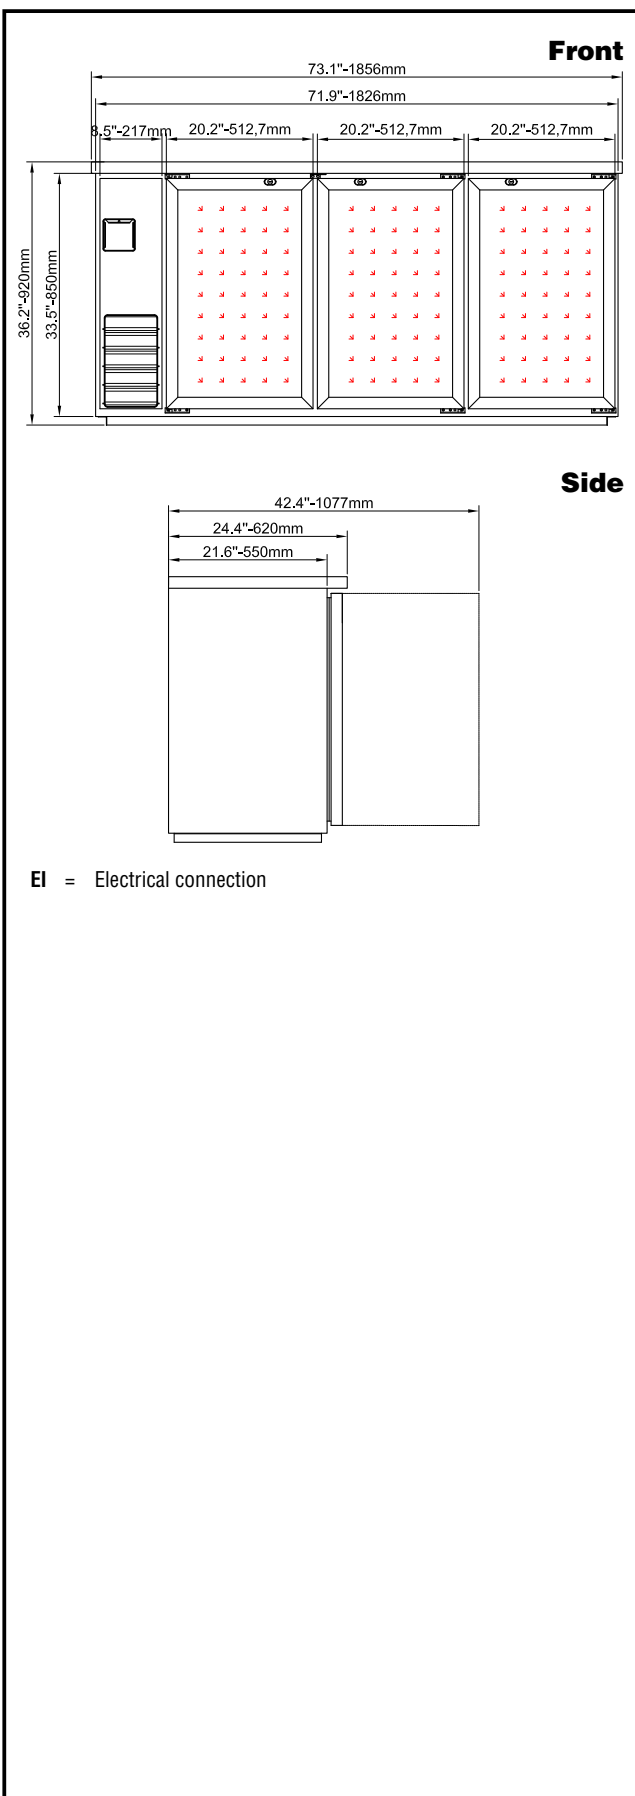 Front
73.1"-1856mm
71.9"-1826mm
8.5"-217mm 20.2"-512,7mm 20.2"-512,7mm 20.2"-512,7mm
36.2"-920mm
33.5"-850mm
Side
42.4"-1077mm
24.4"-620mm
21.6"-550mm
EI = Electrical connection